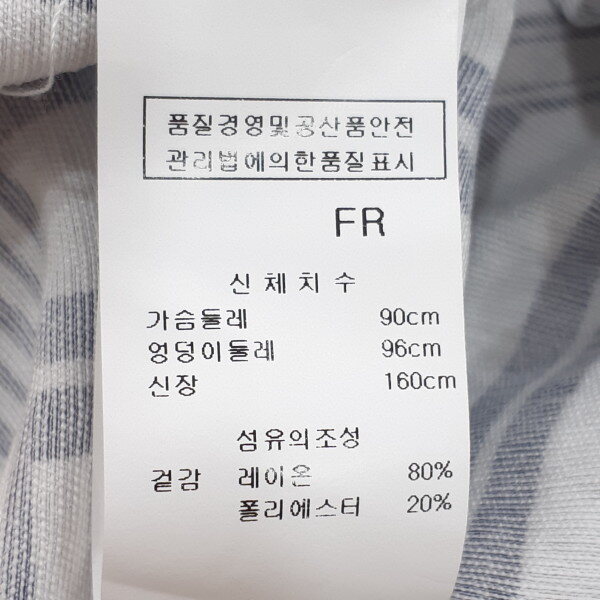 품질경영및공산품안전
관리법에의한품질표시
FR
신체치수
가슴둘레 90cm
엉덩이둘레 96cm
신장 160cm
섬유의조성
겉감 레이온 80%
폴리에스터 20%